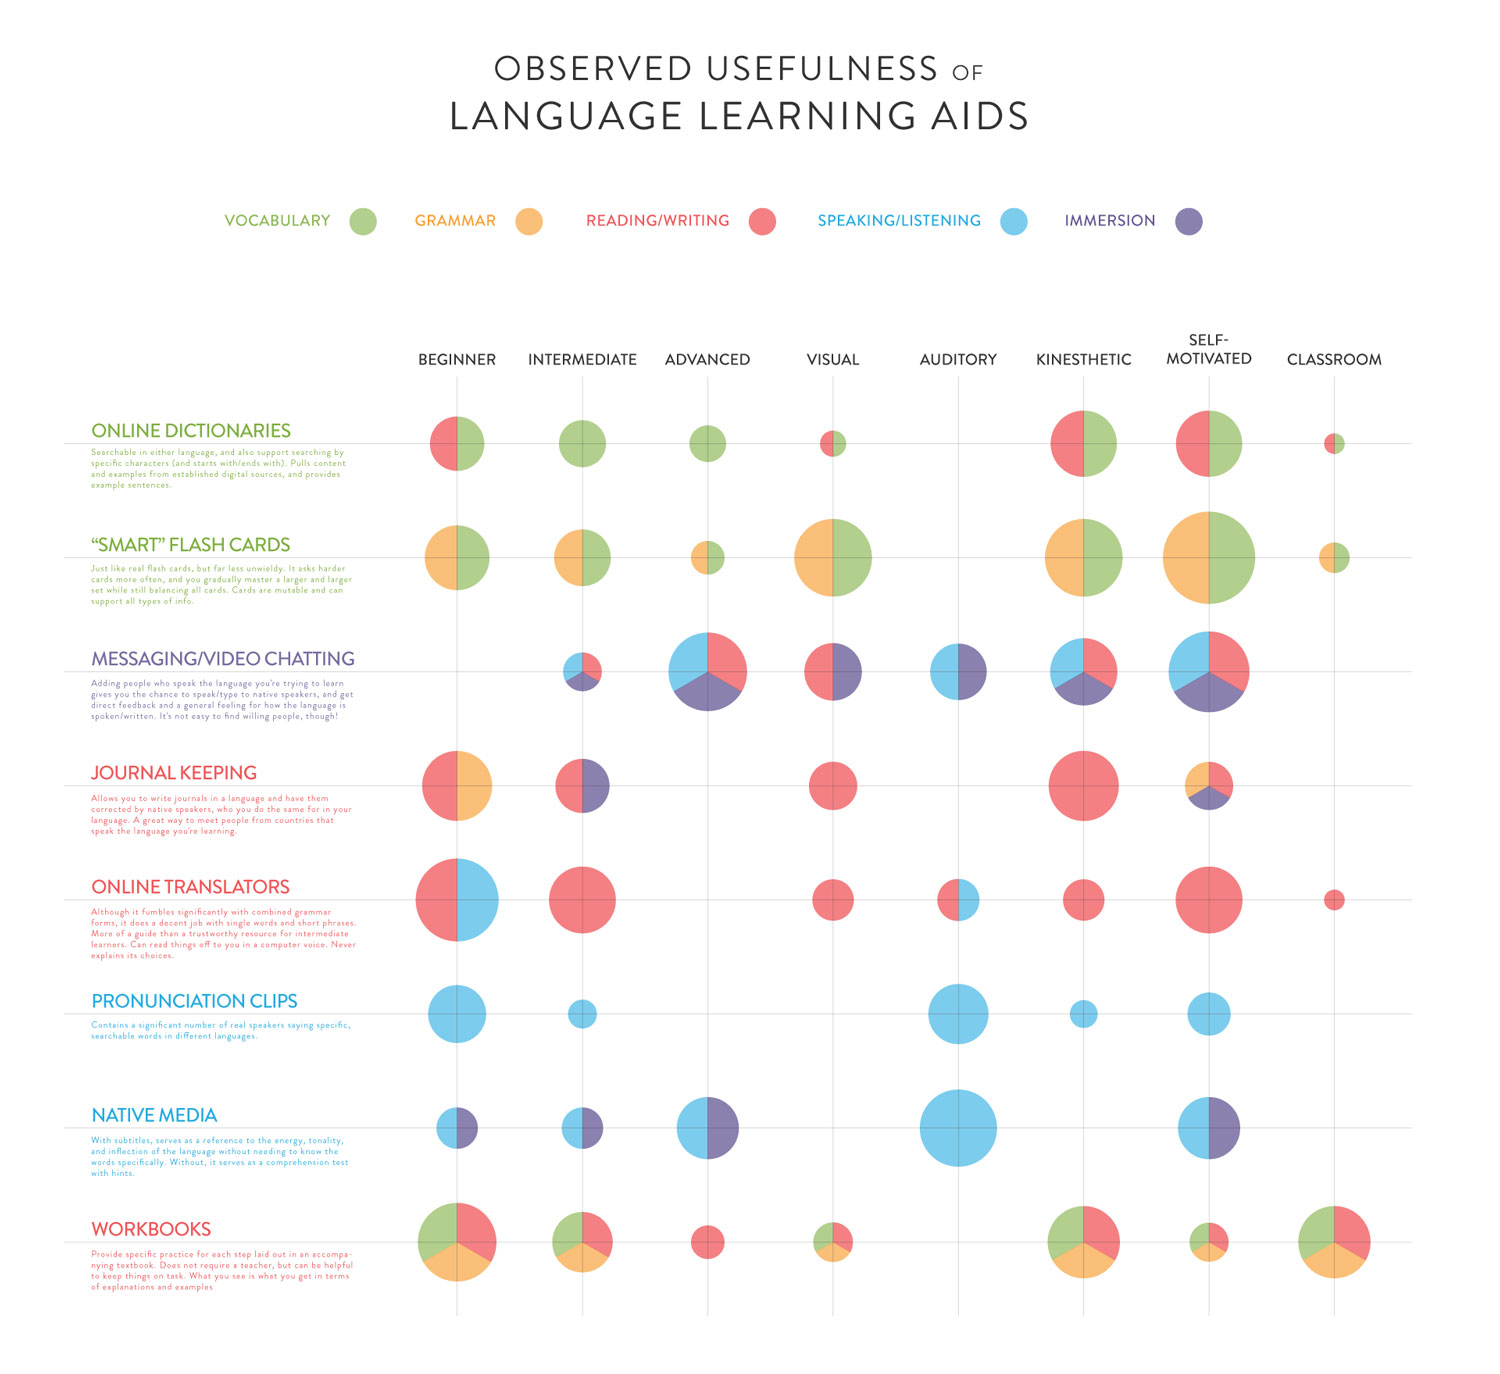 OBSERVED USEFULNESS OF
LANGUAGE LEARNING AIDS
VOCABULARY
GRAMMAR
READING/WRITING
SPEAKING/LISTENING
IMMERSION
BEGINNER
INTERMEDIATE
ADVANCED
VISUAL
AUDITORY
KINESTHETIC
SELF-
MOTIVATED
CLASSROOM
ONLINE DICTIONARIES
Searchable in either language, and also support searching by
specific characters (and starts with/ends with). Pulls content
and examples from established digital sources, and provides
example sentences.
“SMART” FLASH CARDS
Just like real flash cards, but far less unwieldy. It asks harder
cards more often, and you gradually master a larger and larger
set while still balancing all cards. Cards are mutable and can
support all types of info.
MESSAGING/VIDEO CHATTING
Adding people who speak the language you’re trying to learn
gives you the chance to speak/type to native speakers, and get
direct feedback and a general feeling for how the language is
spoken/written. It’s not easy to find willing people, though!
JOURNAL KEEPING
Allows you to write journals in a language and have them
corrected by native speakers, who you do the same for in your
language. A great way to meet people from countries that
speak the language you’re learning.
ONLINE TRANSLATORS
Although it fumbles significantly with combined grammar
forms, it does a decent job with single words and short phrases.
More of a guide than a trustworthy resource for intermediate
learners. Can read things off to you in a computer voice. Never
explains its choices.
PRONUNCIATION CLIPS
Contains a significant number of real speakers saying specific,
searchable words in different languages.
NATIVE MEDIA
With subtitles, serves as a reference to the energy, tonality,
and inflection of the language without needing to know the
words specifically. Without, it serves as a comprehension test
with hints.
WORKBOOKS
Provide specific practice for each step laid out in an accompa-
nying textbook. Does not require a teacher, but can be helpful
to keep things on task. What you see is what you get in terms
of explanations and examples